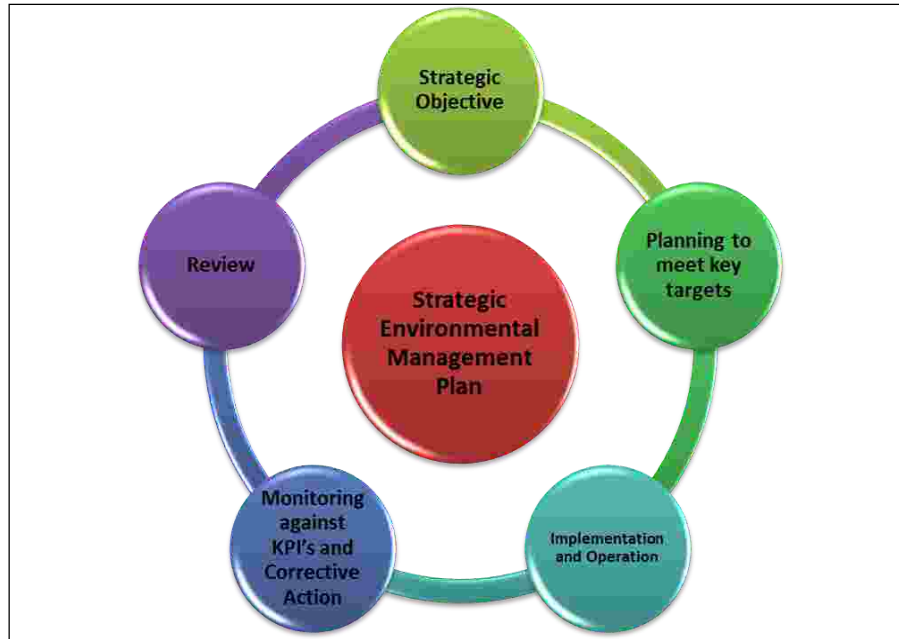 Strategic
Objective
Planning to
meet key
targets
Implementation
and Operation
Monitoring
against
KPI's and
Corrective
Action
Review
Strategic
Environmental
Management
Plan